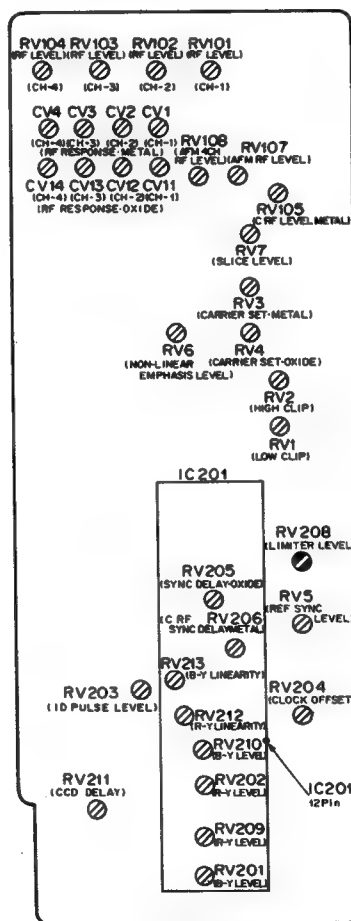 RV104 RV103 RV102 RV101
(RF LEVEL) (RF LEVEL) (RF LEVEL) (RF LEVEL)
(CH-4) (CH-3) (CH-2) (CH-1)
CV4 CV3 CV2 CV1
(CH-4) (CH-3) (CH-2) (CH-1)
(RF RESPONSE-METAL)
RV108
(AFM 4CH
RF LEVEL)
RV107
(AFM RF LEVEL)
CV14 CV13 CV12 CV11
(CH-4) (CH-3) (CH-2) (CH-1)
(RF RESPONSE-OXIDE)
RV105
(C RF LEVEL METAL)
RV7
(SLICE LEVEL)
RV3
(CARRIER SET-METAL)
RV6
(NON-LINEAR
EMPHASIS LEVEL)
RV4
(CARRIER SET-OXIDE)
RV2
(HIGH CLIP)
RV1
(LOW CLIP)
IC201
RV208
(LIMITER LEVEL)
RV205
(SYNC DELAY-OXIDE)
RV5
(REF SYNC
LEVEL)
(C RF RV206
SYNC DELAY METAL)
RV213
(B-Y LINEARITY)
RV203
(ID PULSE LEVEL)
RV204
(CLOCK OFFSET)
RV212
(R-Y LINEARITY)
RV210
(B-Y LEVEL)
IC201
12Pin
RV211
(CCD DELAY)
RV202
(R-Y LEVEL)
RV209
(R-Y LEVEL)
RV201
(B-Y LEVEL)